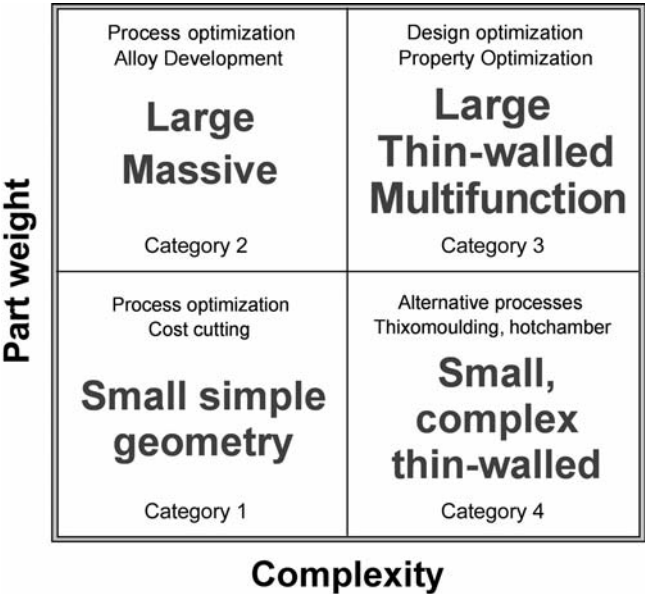 Process optimization
Alloy Development
Large
Massive
Category 2
Design optimization
Property Optimization
Large
Thin-walled
Multifunction
Category 3
Process optimization
Cost cutting
Small simple
geometry
Category 1
Alternative processes
Thixomoulding, hotchamber
Small,
complex
thin-walled
Category 4
Part weight
Complexity